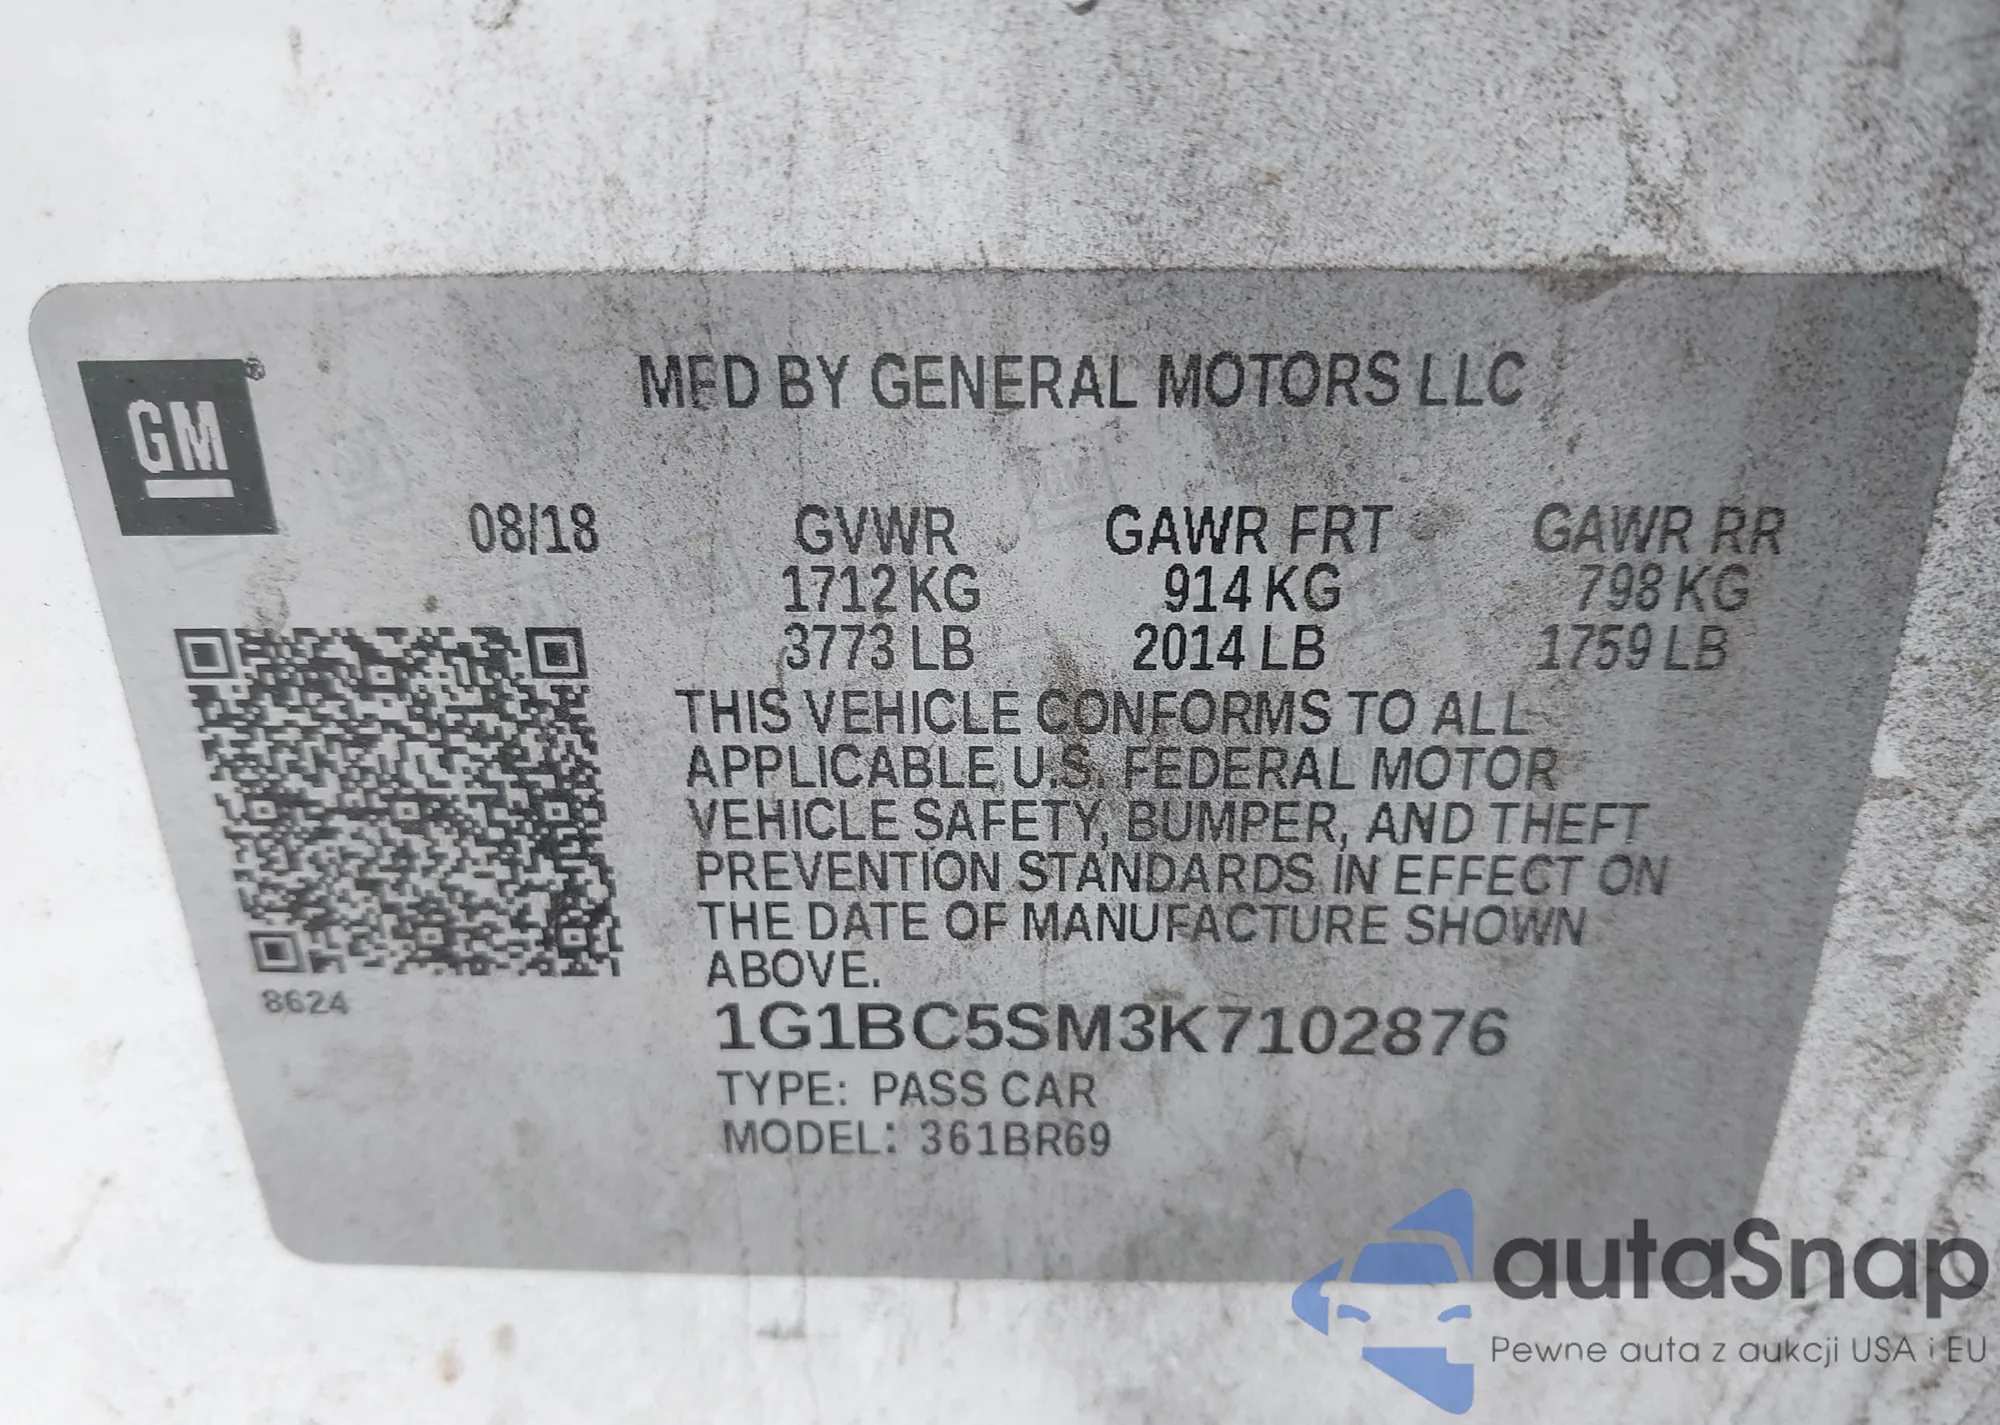 MFD BY GENERAL MOTORS LLC
GM
08/18 GVWR GAWR FRT GAWR RR
1712 KG 914 KG 798 KG
3773 LB 2014 LB 1759 LB
THIS VEHICLE CONFORMS TO ALL
APPLICABLE U.S. FEDERAL MOTOR
VEHICLE SAFETY, BUMPER, AND THEFT
PREVENTION STANDARDS IN EFFECT ON
THE DATE OF MANUFACTURE SHOWN
ABOVE.
8624
1G1BC5SM3K7102876
TYPE: PASS CAR
MODEL: 361BR69
autaSnap
Pewne auta z aukcji USA i EU